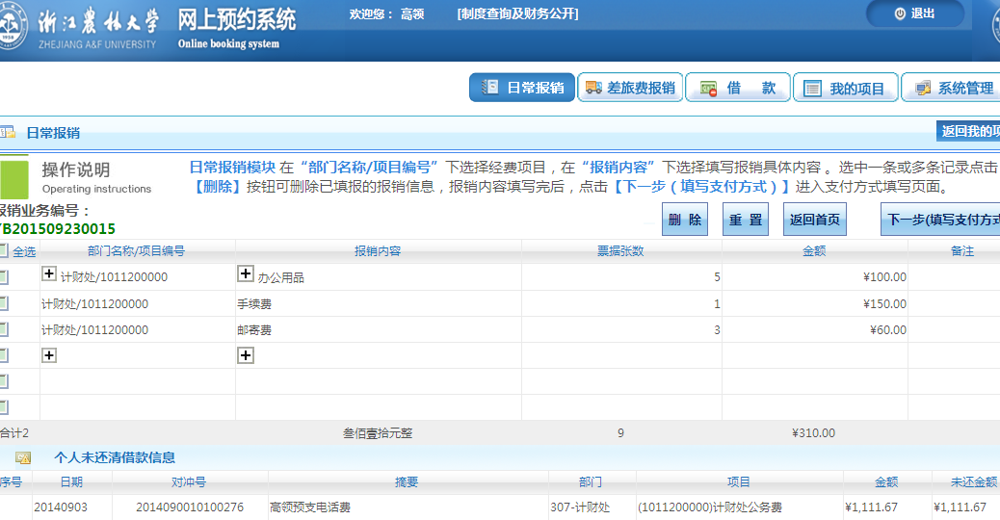 浙江农林大学 网上预约系统
ZHEJIANG A&F UNIVERSITY Online booking system
欢迎您： 高领 [制度查询及财务公开] 退出
日常报销 差旅费报销 借 款 我的项目 系统管理
日常报销 返回我的项
操作说明
Operating instructions
日常报销模块 在“部门名称/项目编号”下选择经费项目，在“报销内容”下选择填写报销具体内容 。选中一条或多条记录点击
【删除】按钮可删除已填报的报销信息，报销内容填写完后，点击【下一步（填写支付方式）】进入支付方式填写页面。
报销业务编号：
YB201509230015
删 除 重 置 返回首页 下一步(填写支付方式
全选 部门名称/项目编号 报销内容 票据张数 金额 备注
计财处/1011200000 办公用品 5 ¥100.00
计财处/1011200000 手续费 1 ¥150.00
计财处/1011200000 邮寄费 3 ¥60.00
合计2 叁佰壹拾元整 9 ¥310.00
个人未还清借款信息
序号 日期 对冲号 摘要 部门 项目 金额 未还金额
20140903 2014090010100276 高领预支电话费 307-计财处 (1011200000)计财处公务费 ¥1,111.67 ¥1,111.67